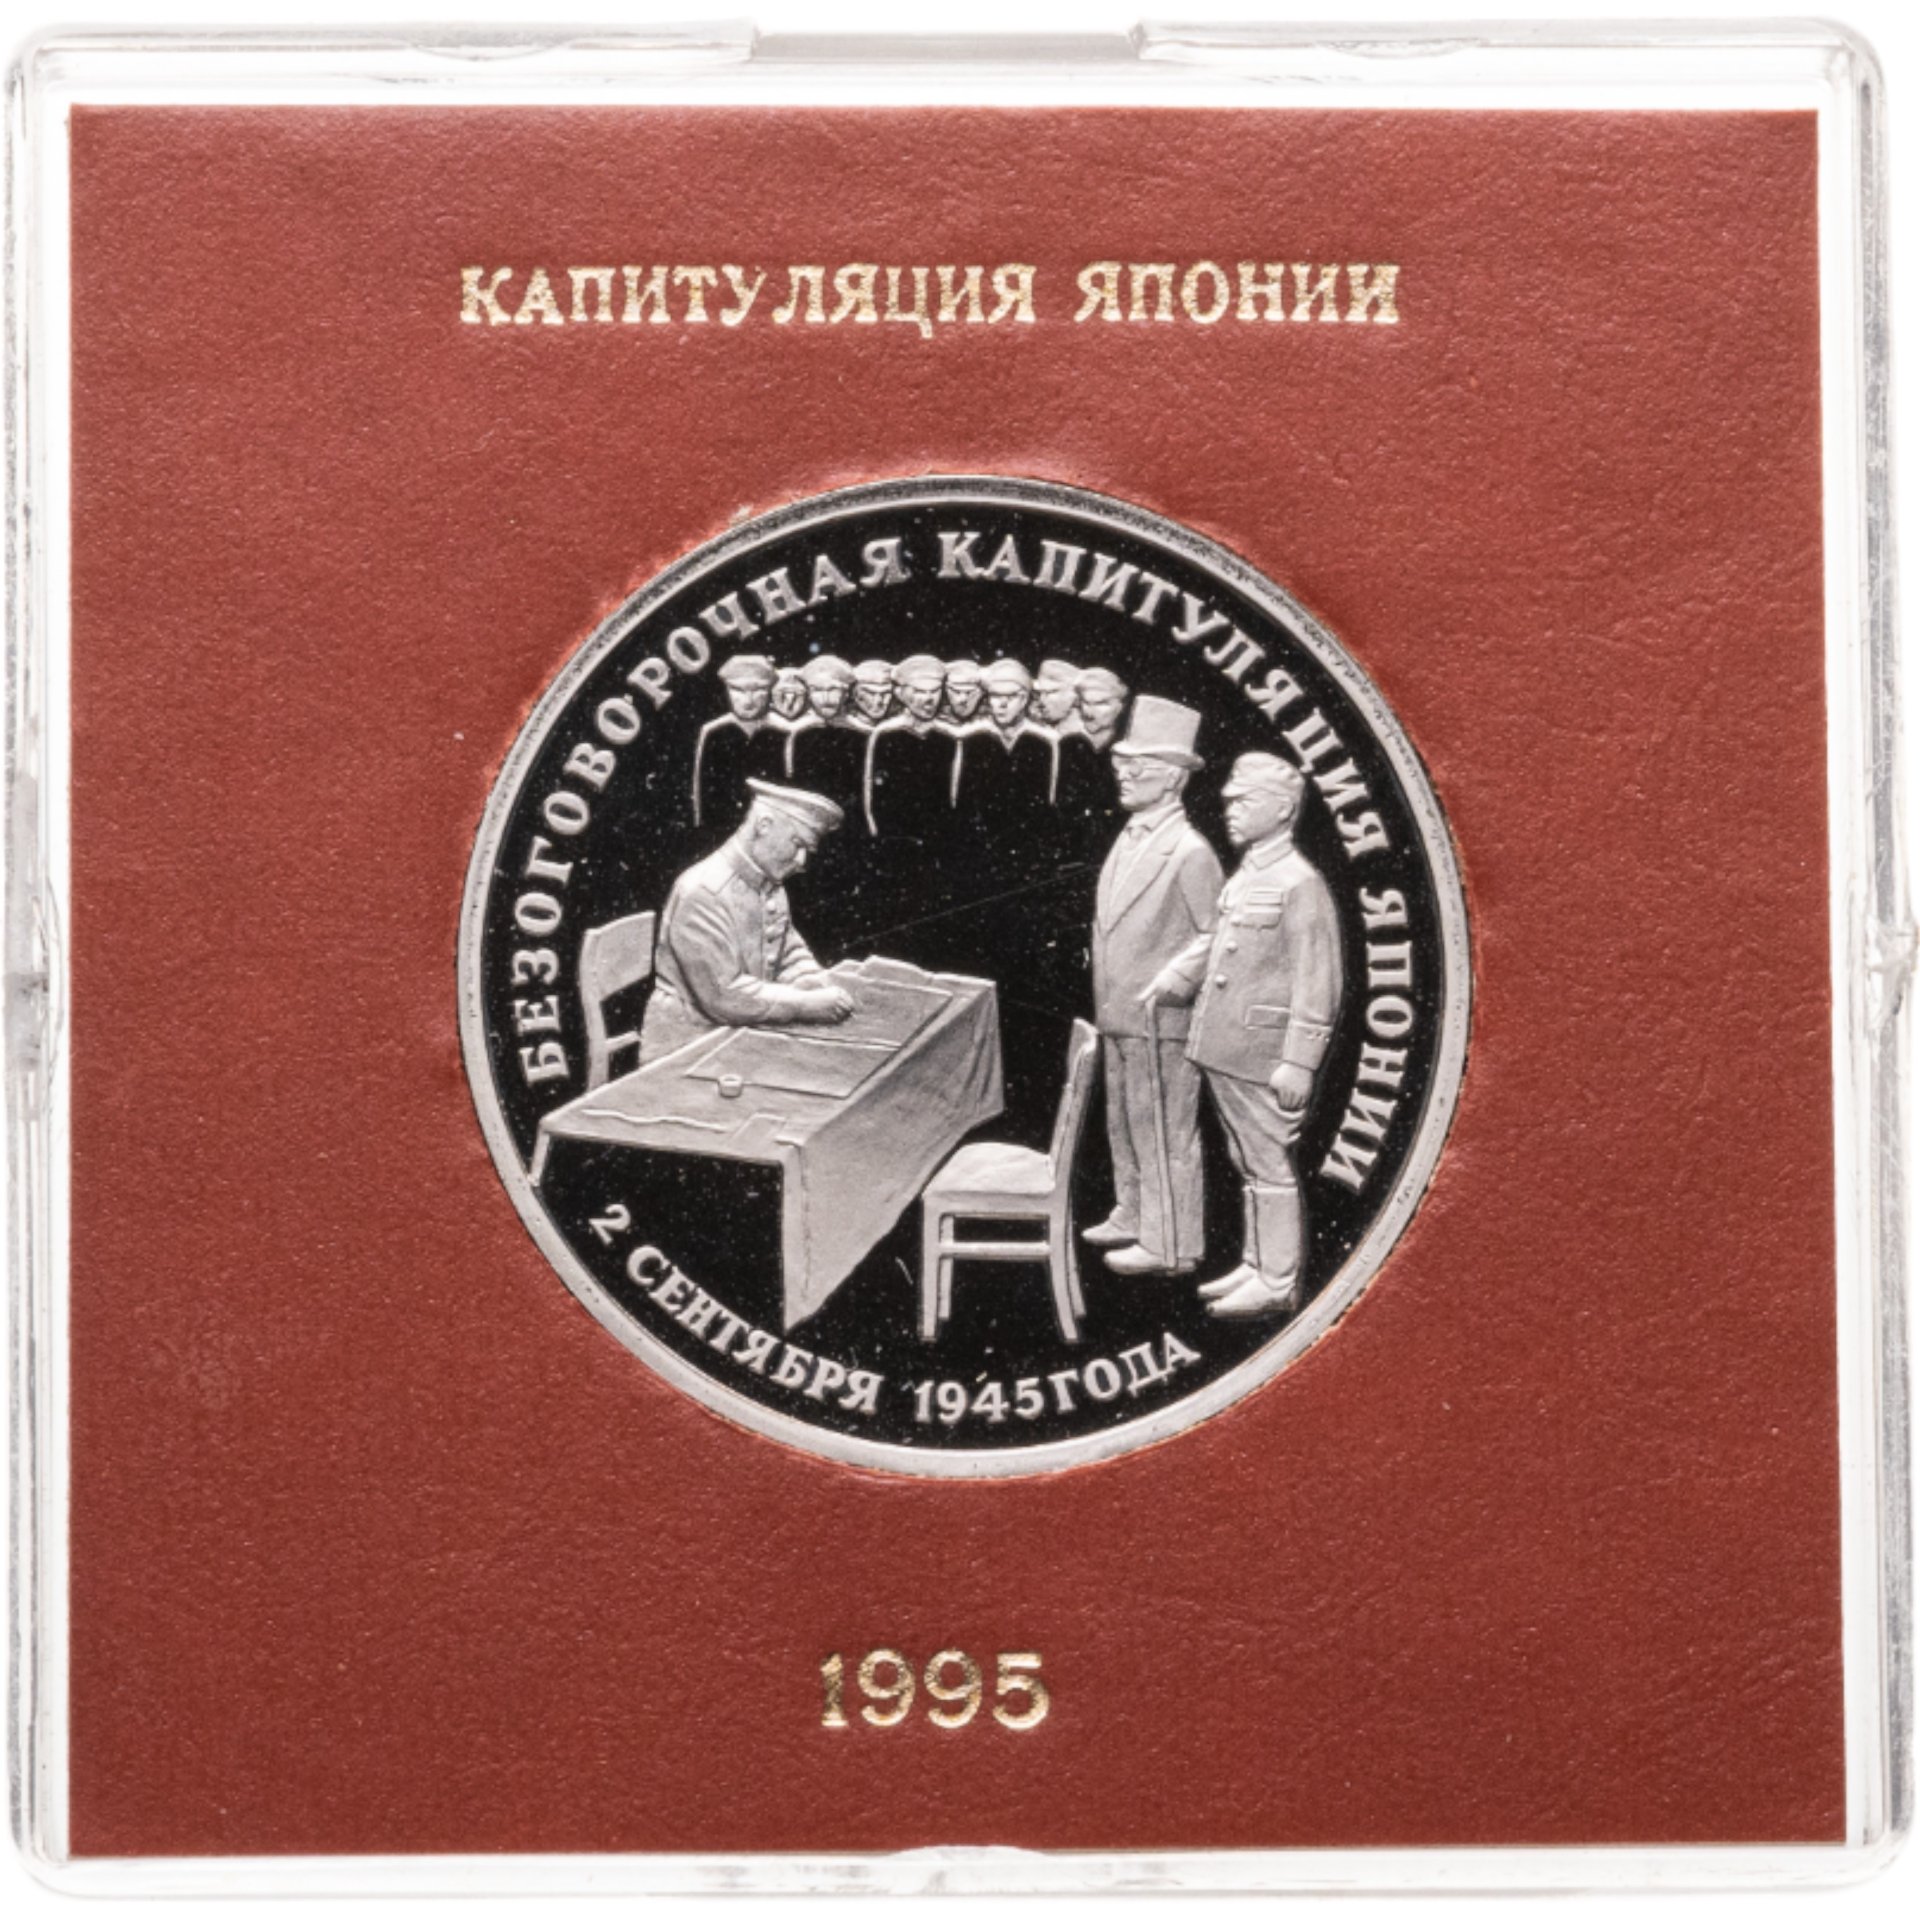 КАПИТУЛЯЦИЯ ЯПОНИИ
БЕЗОГОВОРОЧНАЯ КАПИТУЛЯЦИЯ ЯПОНИИ
2 СЕНТЯБРЯ 1945 ГОДА
1995